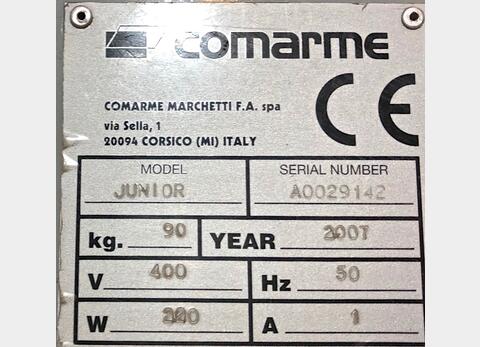 comarme
CE
COMARME MARCHETTI F.A. spa
via Sella, 1
20094 CORSICO (MI) ITALY
MODEL SERIAL NUMBER
JUNIOR A0029142
kg. 90 YEAR
V 400 Hz 50
W A 1